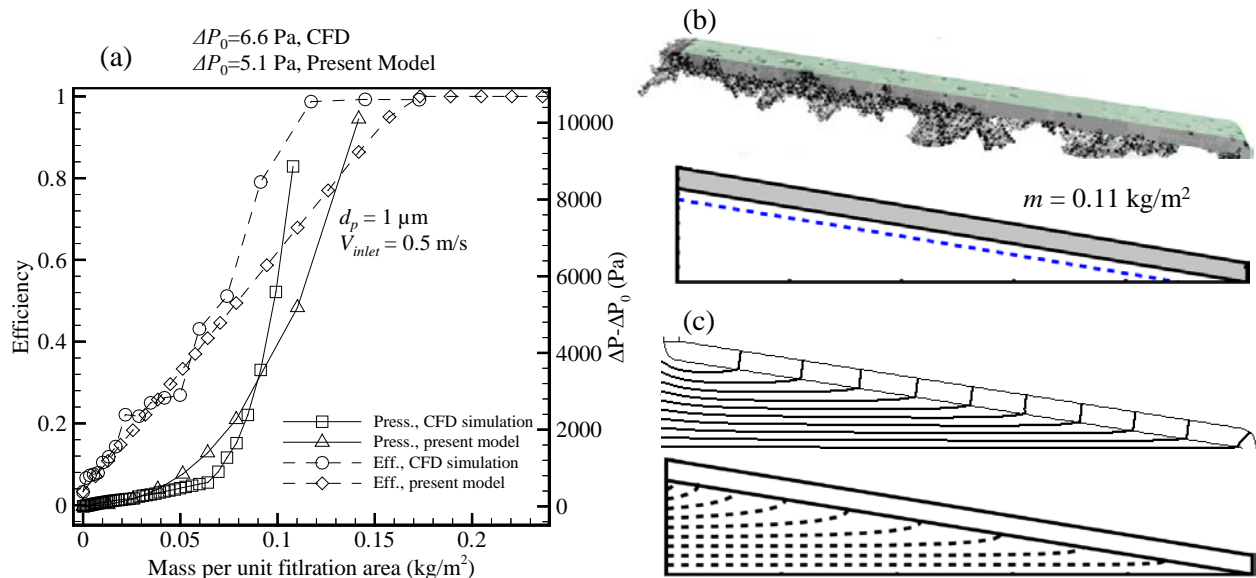 ΔP0=6.6 Pa, CFD
ΔP0=5.1 Pa, Present Model
(a)
1
0.8
0.6
0.4
0.2
0
Efficiency
10000
8000
6000
4000
2000
0
ΔP-ΔP0 (Pa)
dp = 1 µm
Vinlet = 0.5 m/s
Press., CFD simulation
Press., present model
Eff., CFD simulation
Eff., present model
0 0.05 0.1 0.15 0.2
Mass per unit fitlration area (kg/m2)
(b)
m = 0.11 kg/m2
(c)